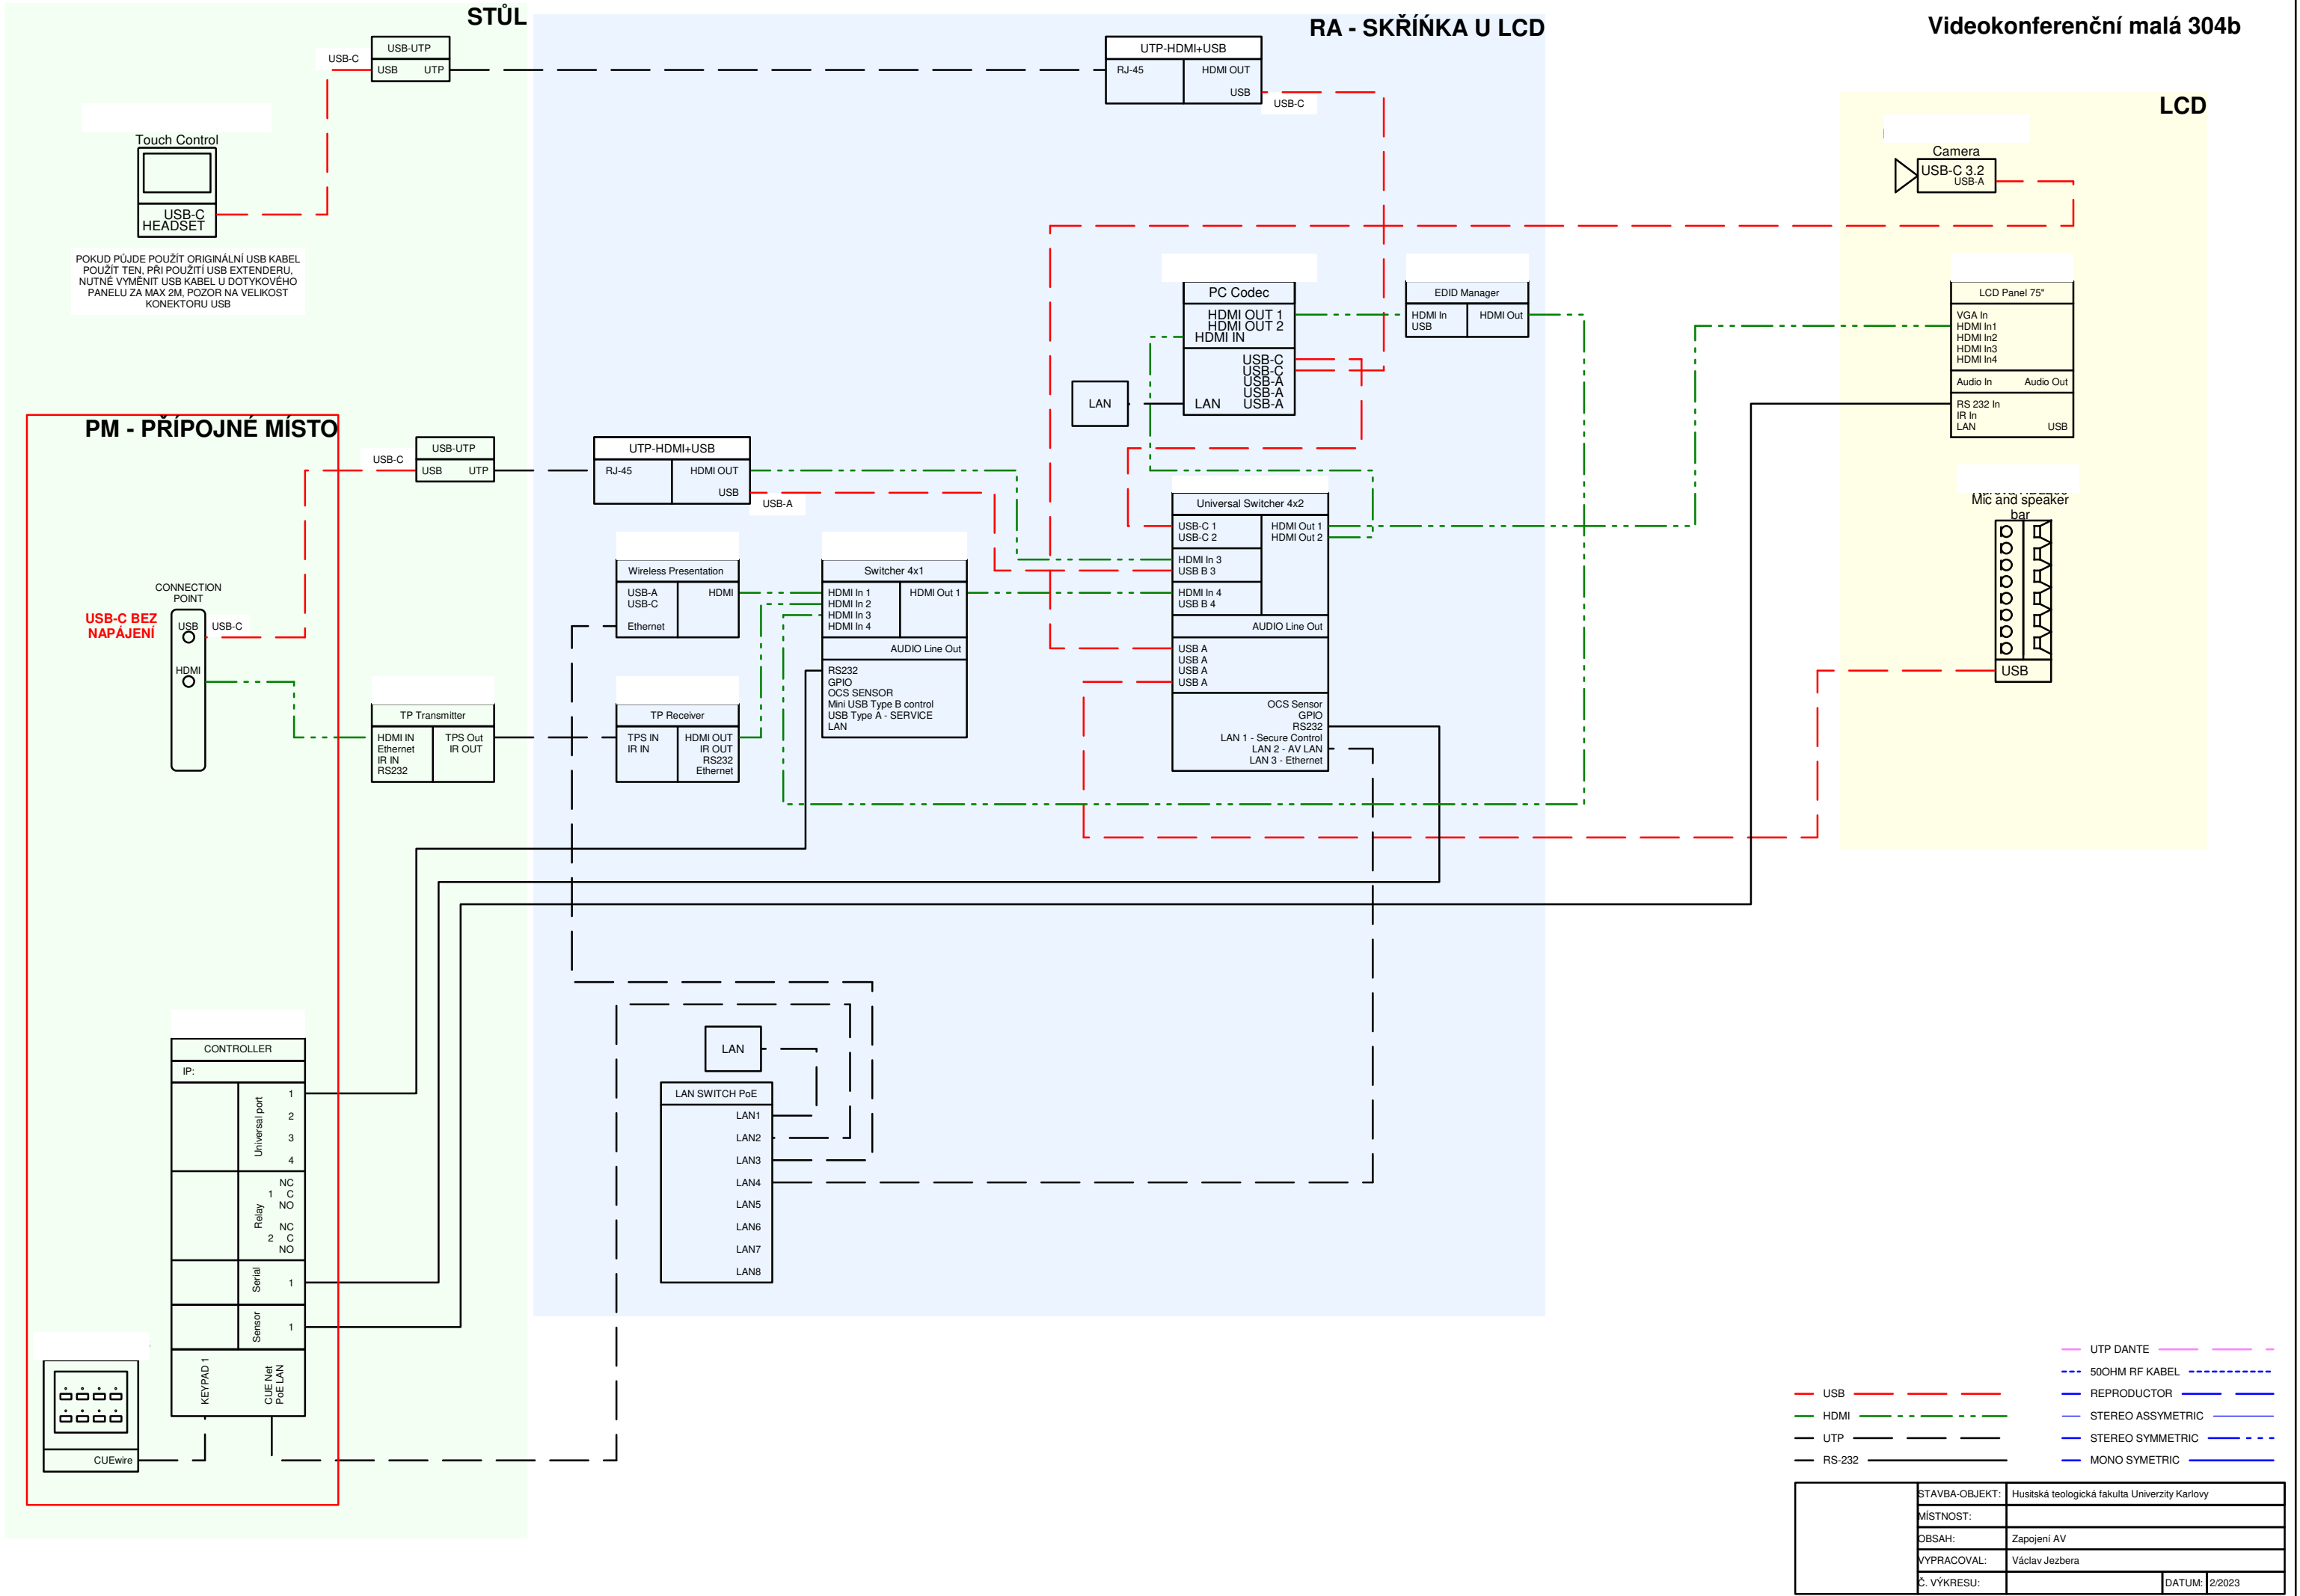 STŮL
RA - SKŘÍŇKA U LCD
Videokonferenční malá 304b
LCD
USB-C
USB-UTP
USB UTP
UTP-HDMI+USB
RJ-45 HDMI OUT
USB
USB-C
Touch Control
USB-C
HEADSET
POKUD PŮJDE POUŽÍT ORIGINÁLNÍ USB KABEL
POUŽÍT TEN, PŘI POUŽITÍ USB EXTENDERU,
NUTNÉ VYMĚNIT USB KABEL U DOTYKOVÉHO
PANELU ZA MAX 2M, POZOR NA VELIKOST
KONEKTORU USB
Camera
USB-C 3.2
USB-A
PC Codec
HDMI OUT 1
HDMI OUT 2
HDMI IN
USB-C
USB-C
USB-A
USB-A
LAN USB-A
LAN
EDID Manager
HDMI In HDMI Out
USB
LCD Panel 75"
VGA In
HDMI In1
HDMI In2
HDMI In3
HDMI In4
Audio In Audio Out
RS 232 In
IR In
LAN USB
Mic and speaker
bar
USB
PM - PŘÍPOJNÉ MÍSTO
USB-C
USB-UTP
USB UTP
UTP-HDMI+USB
RJ-45 HDMI OUT
USB
USB-A
CONNECTION
POINT
USB-C BEZ
NAPÁJENÍ
USB
USB-C
HDMI
Wireless Presentation
USB-A HDMI
USB-C
Ethernet
Switcher 4x1
HDMI In 1 HDMI Out 1
HDMI In 2
HDMI In 3
HDMI In 4
AUDIO Line Out
RS232
GPIO
OCS SENSOR
Mini USB Type B control
USB Type A - SERVICE
LAN
Universal Switcher 4x2
USB-C 1 HDMI Out 1
USB-C 2 HDMI Out 2
HDMI In 3
USB B 3
HDMI In 4
USB B 4
AUDIO Line Out
USB A
USB A
USB A
USB A
OCS Sensor
GPIO
RS232
LAN 1 - Secure Control
LAN 2 - AV LAN
LAN 3 - Ethernet
TP Transmitter
HDMI IN TPS Out
Ethernet IR OUT
IR IN
RS232
TP Receiver
TPS IN HDMI OUT
IR IN IR OUT
RS232
Ethernet
CONTROLLER
IP:
Universal port
1
2
3
4
Relay
NC
1 C
NO
NC
2 C
NO
Serial
1
Sensor
1
KEYPAD 1
CUE Net
PoE LAN
CUEwire
LAN
LAN SWITCH PoE
LAN1
LAN2
LAN3
LAN4
LAN5
LAN6
LAN7
LAN8
USB
HDMI
UTP
RS-232
UTP DANTE
50OHM RF KABEL
REPRODUCTOR
STEREO ASSYMETRIC
STEREO SYMMETRIC
MONO SYMETRIC
STAVBA-OBJEKT: Husitská teologická fakulta Univerzity Karlovy
MÍSTNOST:
OBSAH: Zapojení AV
VYPRACOVAL: Václav Jezbera
Č. VÝKRESU: DATUM: 2/2023